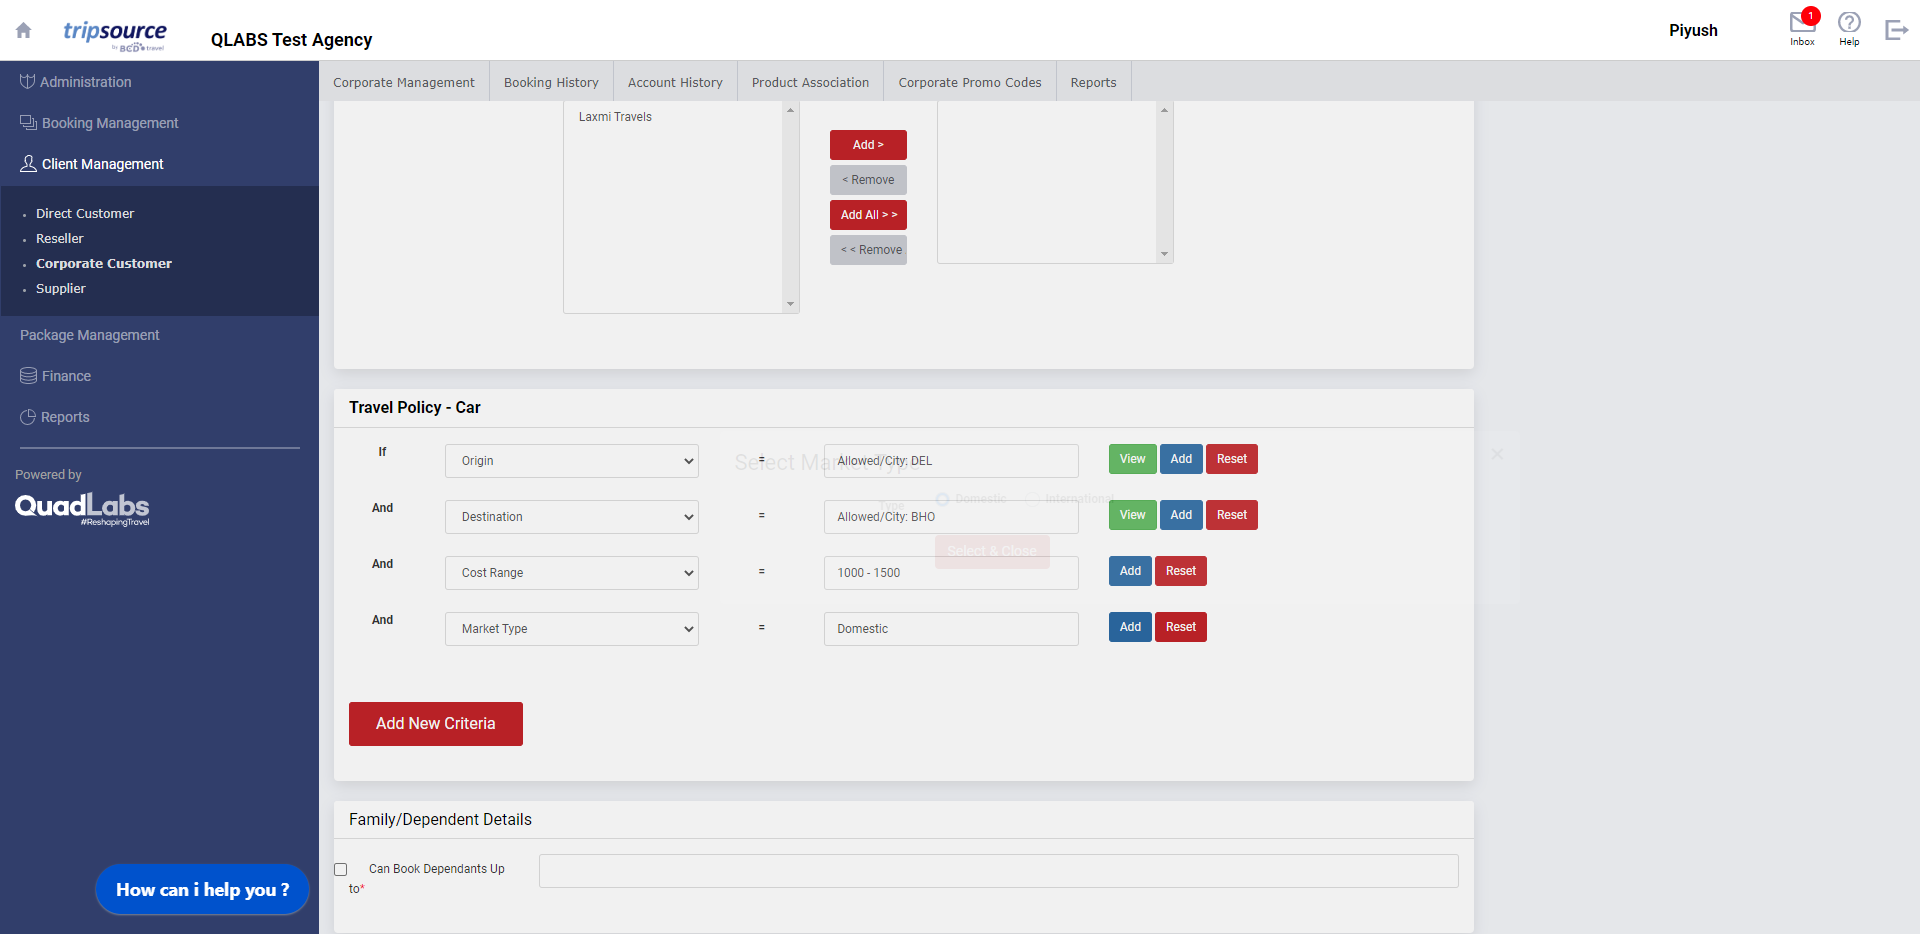 tripsource
by BCD travel
QLABS Test Agency
Piyush
1
Inbox
Help
Administration
Booking Management
Client Management
Direct Customer
Reseller
Corporate Customer
Supplier
Package Management
Finance
Reports
Powered by
QuadLabs
#ReshapingTravel
How can i help you ?
Corporate Management
Booking History
Account History
Product Association
Corporate Promo Codes
Reports
Laxmi Travels
Add >
< Remove
Add All > >
< < Remove
Travel Policy - Car
If Origin = Allowed/City: DEL View Add Reset
Select Market Type
Type Domestic International
And Destination = Allowed/City: BHO View Add Reset
Select & Close
And Cost Range = 1000 - 1500 Add Reset
And Market Type = Domestic Add Reset
Add New Criteria
Family/Dependent Details
Can Book Dependants Up
to*